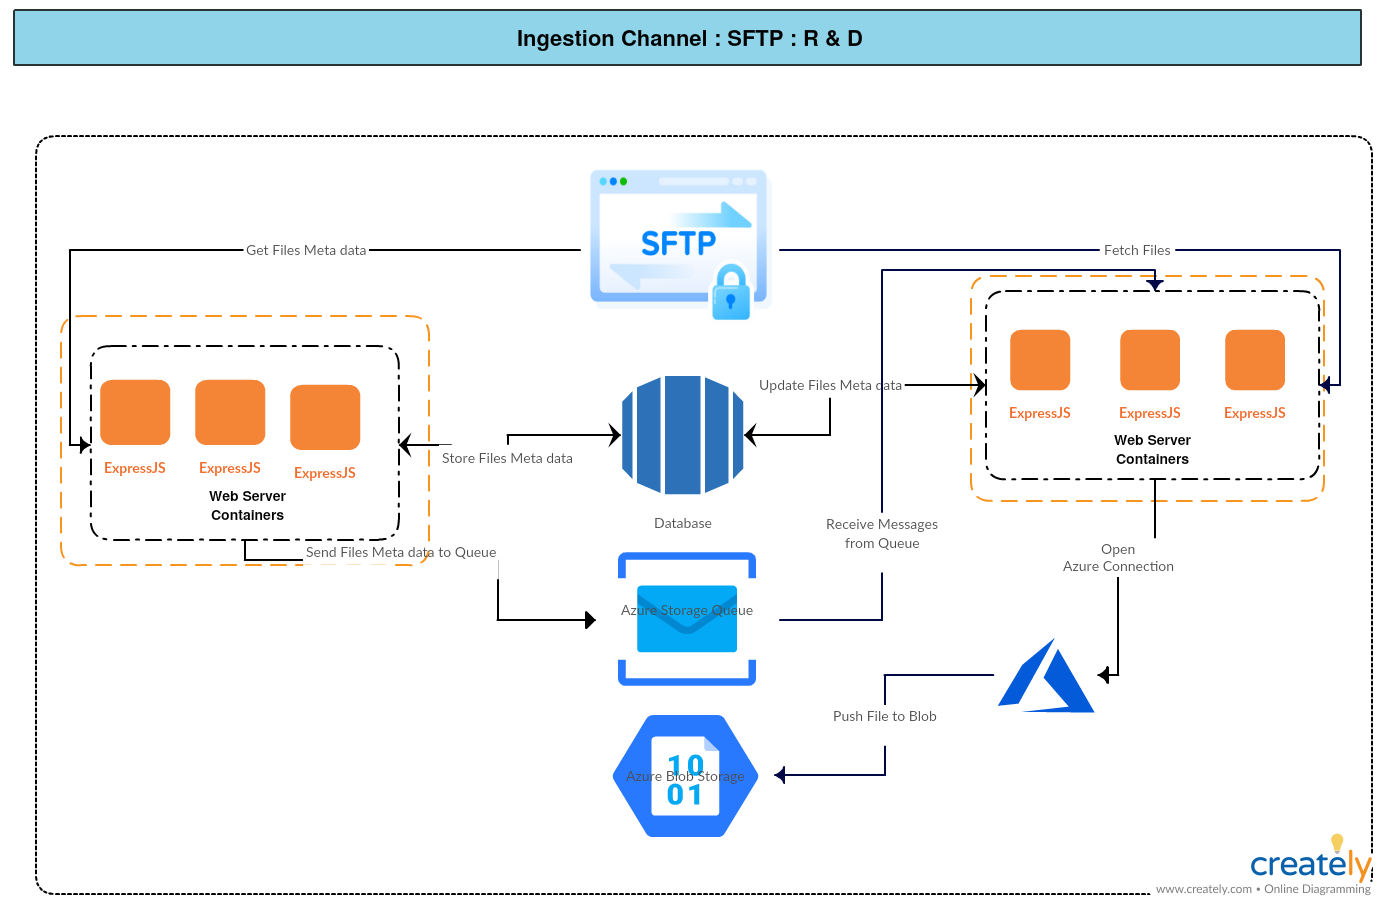 Ingestion Channel : SFTP : R & D
SFTP
Get Files Meta data
Fetch Files
ExpressJS
ExpressJS
ExpressJS
Web Server
Containers
Store Files Meta data
Update Files Meta data
Database
ExpressJS
ExpressJS
ExpressJS
Web Server
Containers
Send Files Meta data to Queue
Receive Messages
from Queue
Open
Azure Connection
Azure Storage Queue
Push File to Blob
10
Azure Blob Storage
01
creately
www.creately.com • Online Diagramming